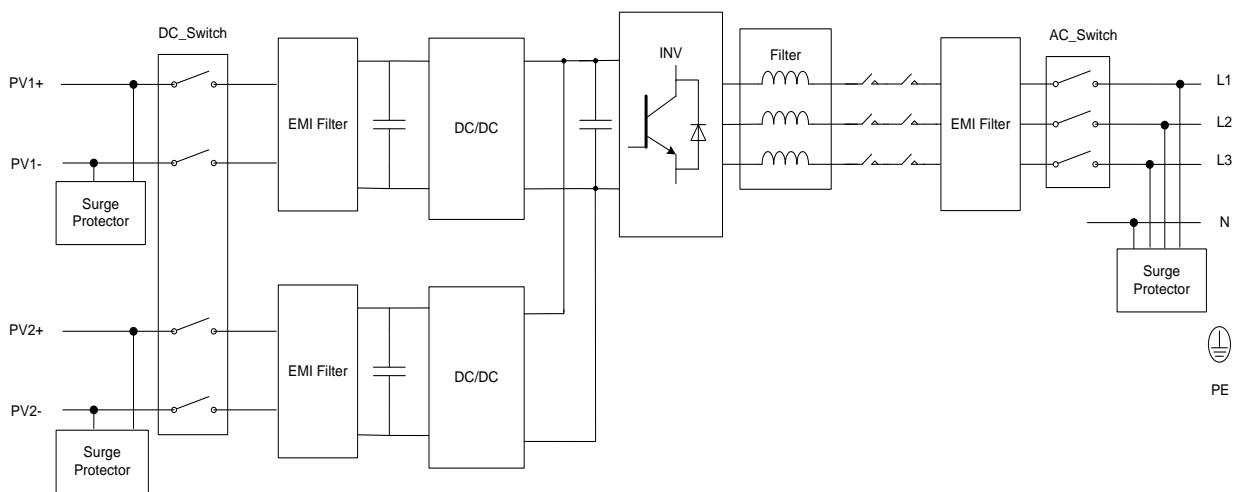 DC_Switch
AC_Switch
INV
Filter
PV1+
EMI Filter
DC/DC
EMI Filter
L1
L2
L3
PV1-
Surge
Protector
N
Surge
Protector
PV2+
EMI Filter
DC/DC
PV2-
Surge
Protector
PE